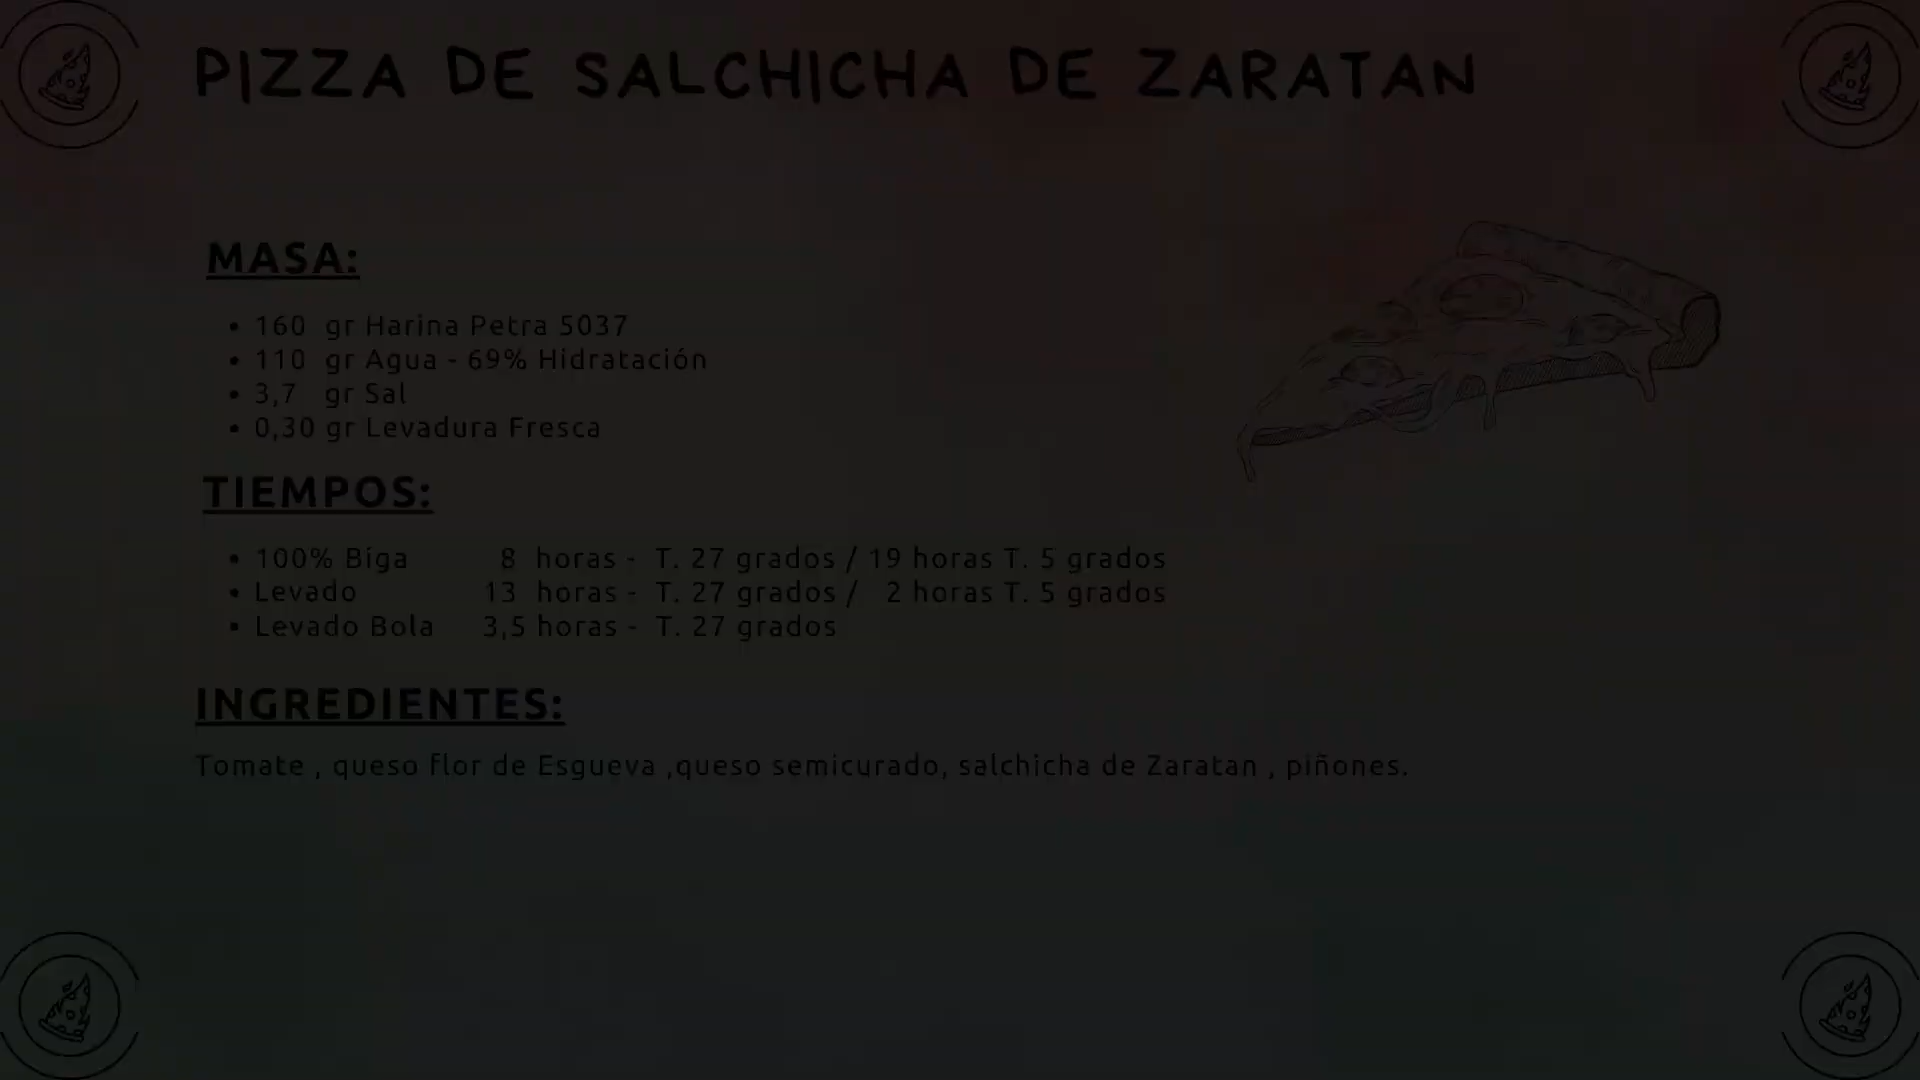 PIZZA DE SALCHICHA DE ZARATAN
MASA:
• 160 gr Harina Petra 5037
• 110 gr Agua - 69% Hidratación
• 3,7 gr Sal
• 0,30 gr Levadura Fresca
TIEMPOS:
• 100% Biga 8 horas - T. 27 grados / 19 horas T. 5 grados
• Levado 13 horas - T. 27 grados / 2 horas T. 5 grados
• Levado Bola 3,5 horas - T. 27 grados
INGREDIENTES:
Tomate , queso flor de Esgueva ,queso semicurado, salchicha de Zaratan , piñones.